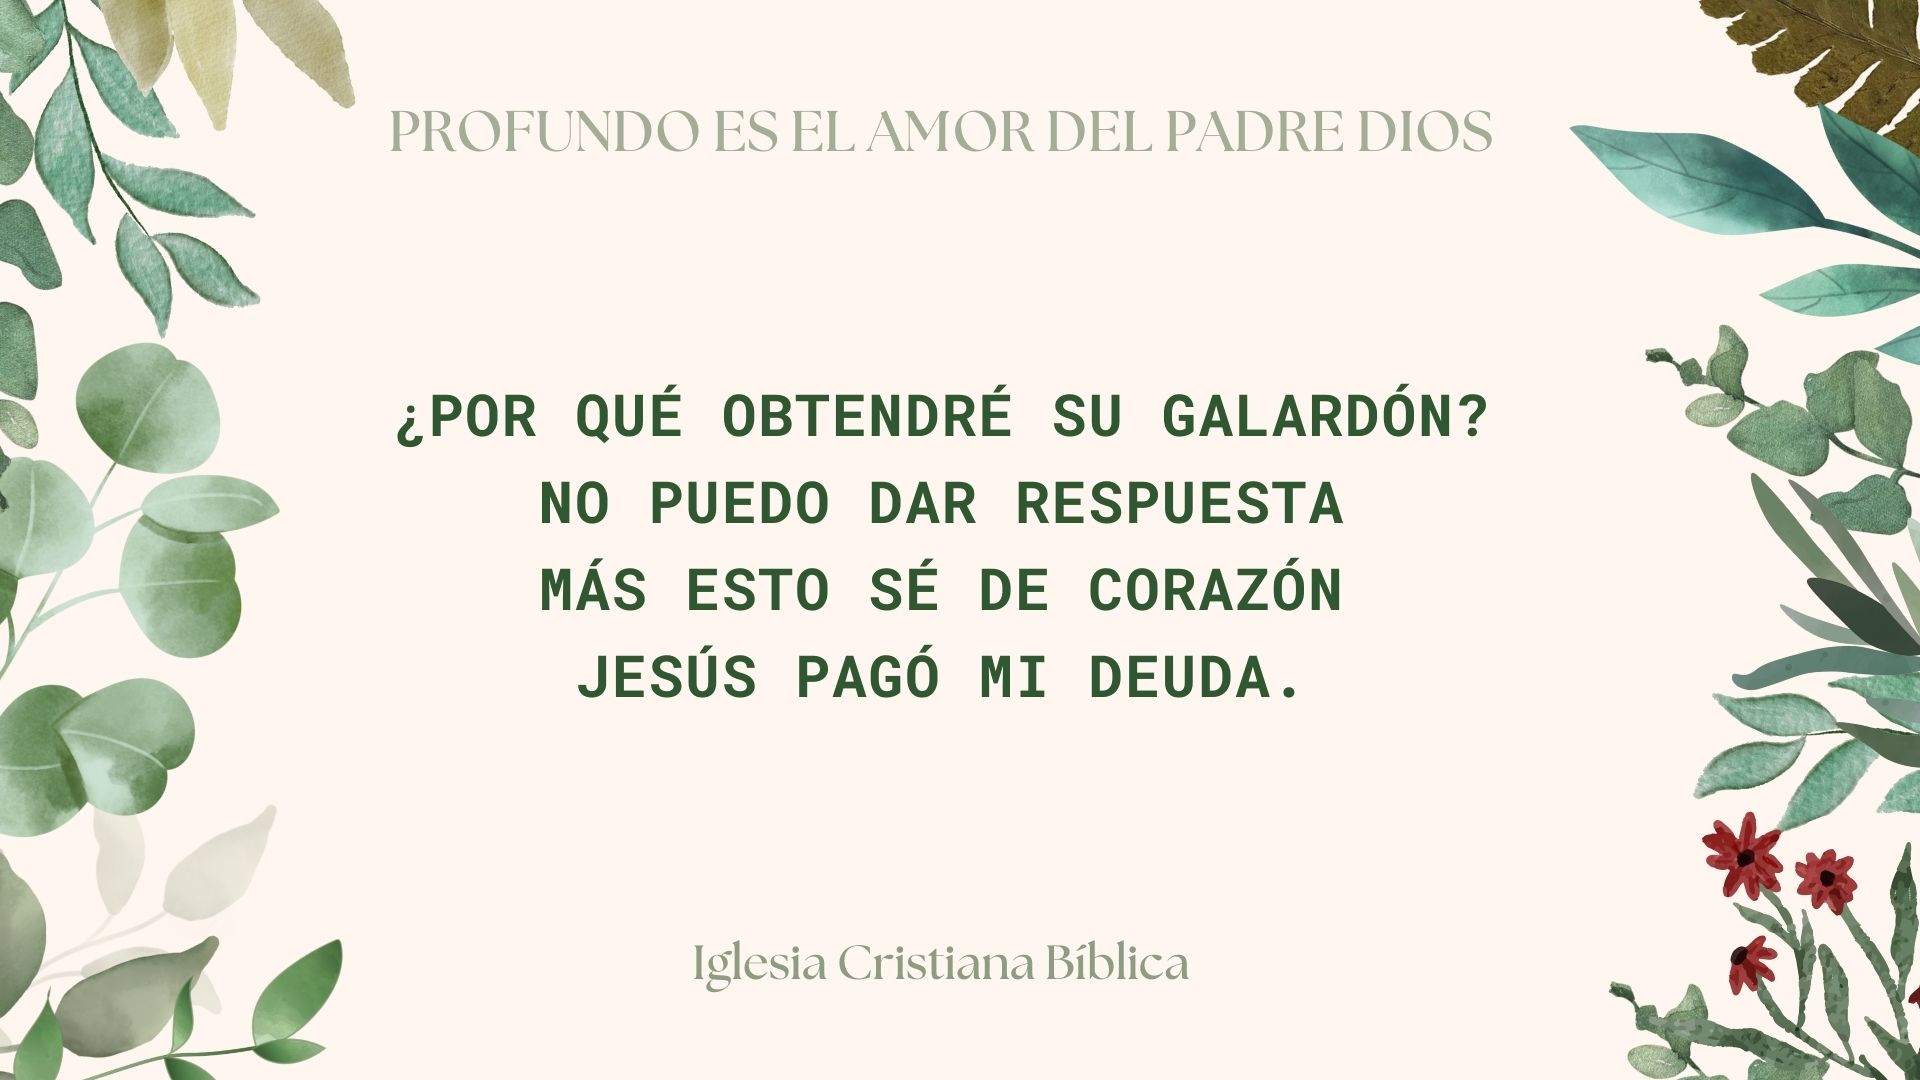 PROFUNDO ES EL AMOR DEL PADRE DIOS
¿POR QUÉ OBTENDRÉ SU GALARDÓN?
NO PUEDO DAR RESPUESTA
MÁS ESTO SÉ DE CORAZÓN
JESÚS PAGÓ MI DEUDA.
Iglesia Cristiana Bíblica